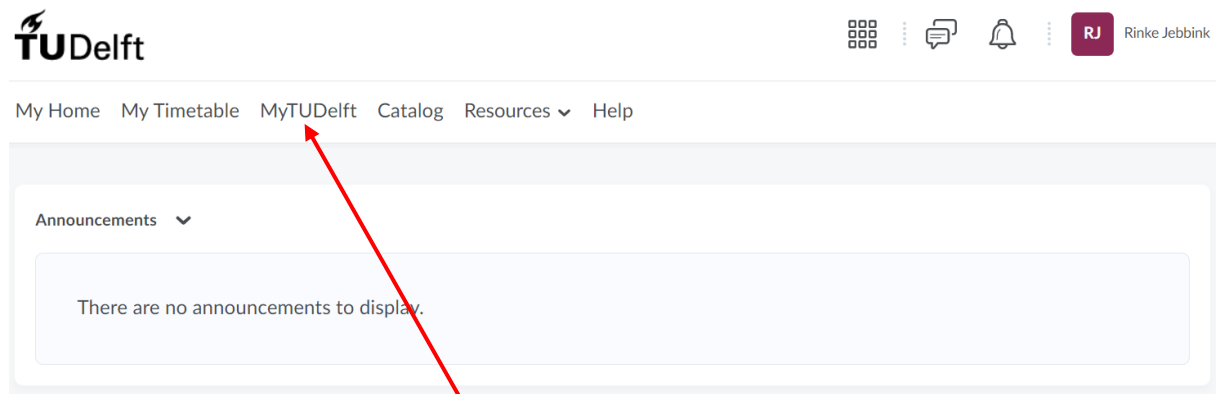 TUDelft
RJ Rinke Jebbink
My Home My Timetable MyTUDelft Catalog Resources Help
Announcements
There are no announcements to display.